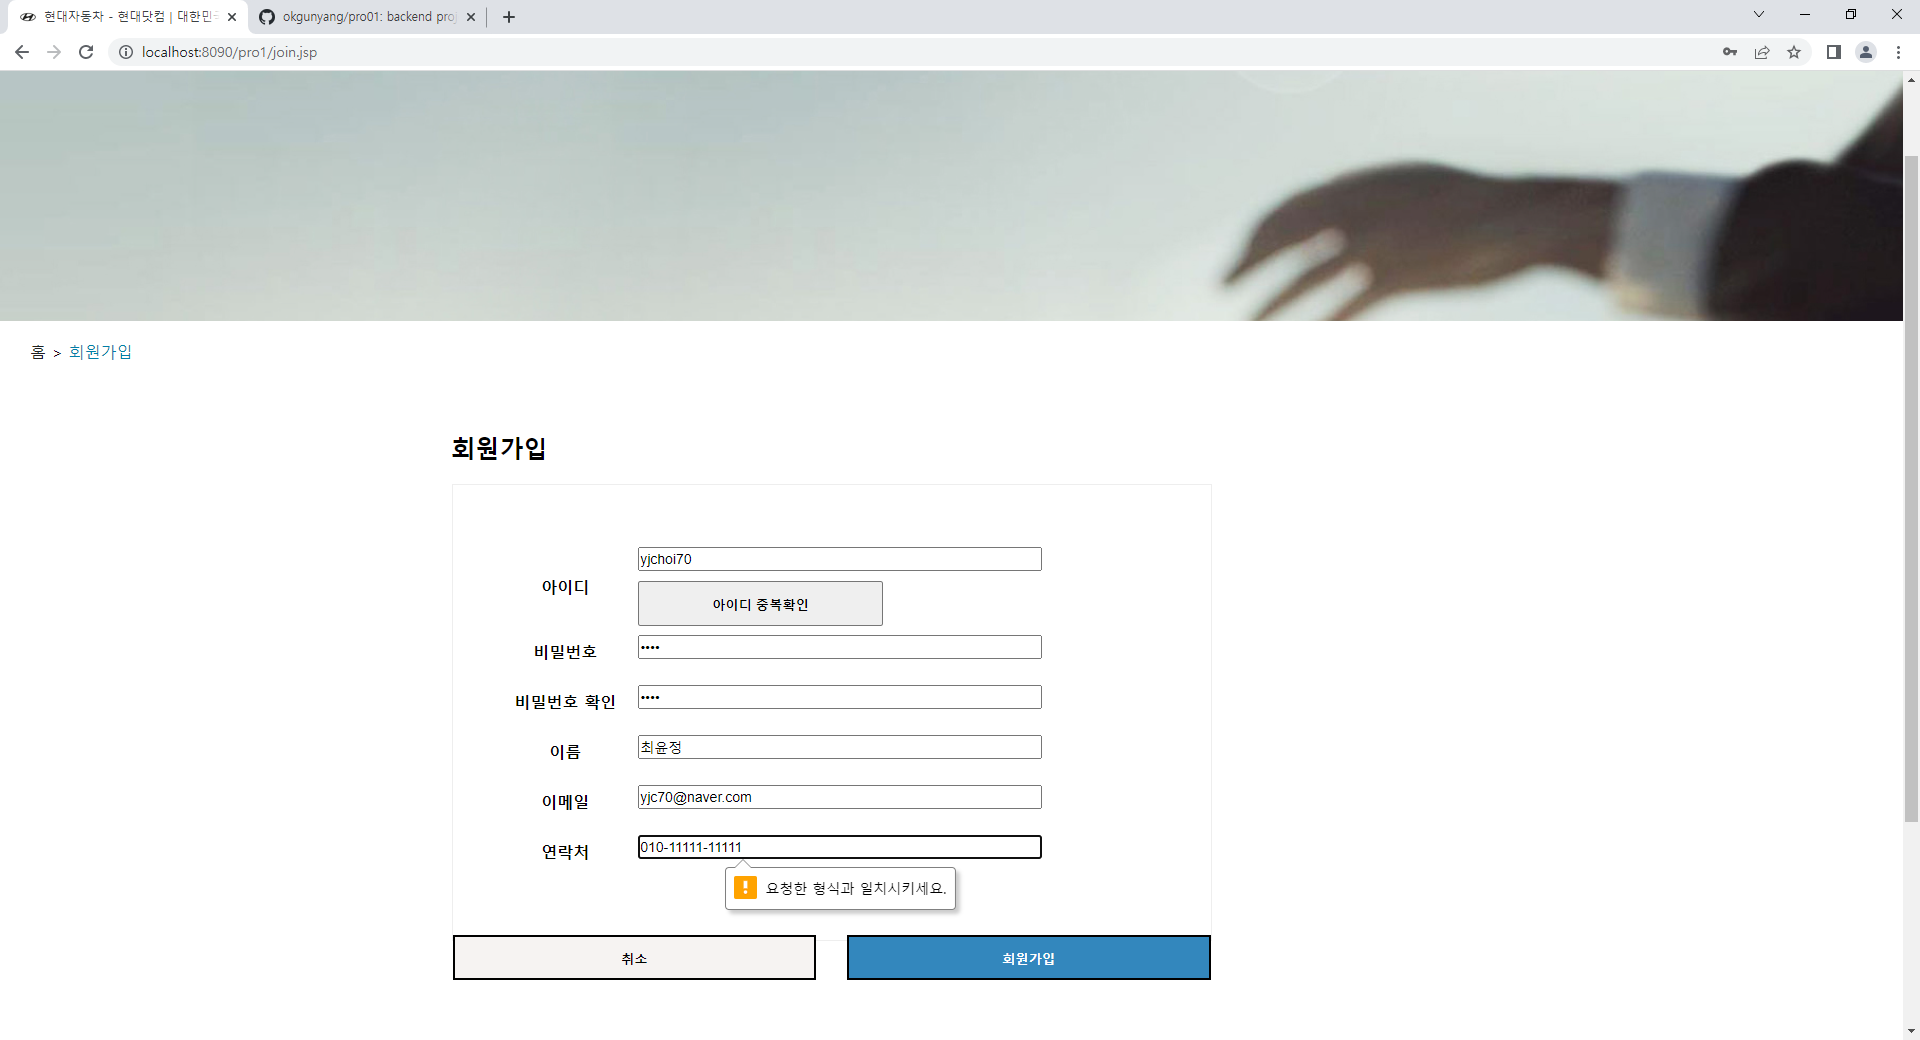 현대자동차 - 현대닷컴 | 대한민국
okgunyang/pro01: backend proj
localhost:8090/pro1/join.jsp
홈 > 회원가입
회원가입
아이디
yjchoi70
아이디 중복확인
비밀번호
••••
비밀번호 확인
••••
이름
최윤정
이메일
yjc70@naver.com
연락처
010-11111-11111
요청한 형식과 일치시키세요.
취소
회원가입